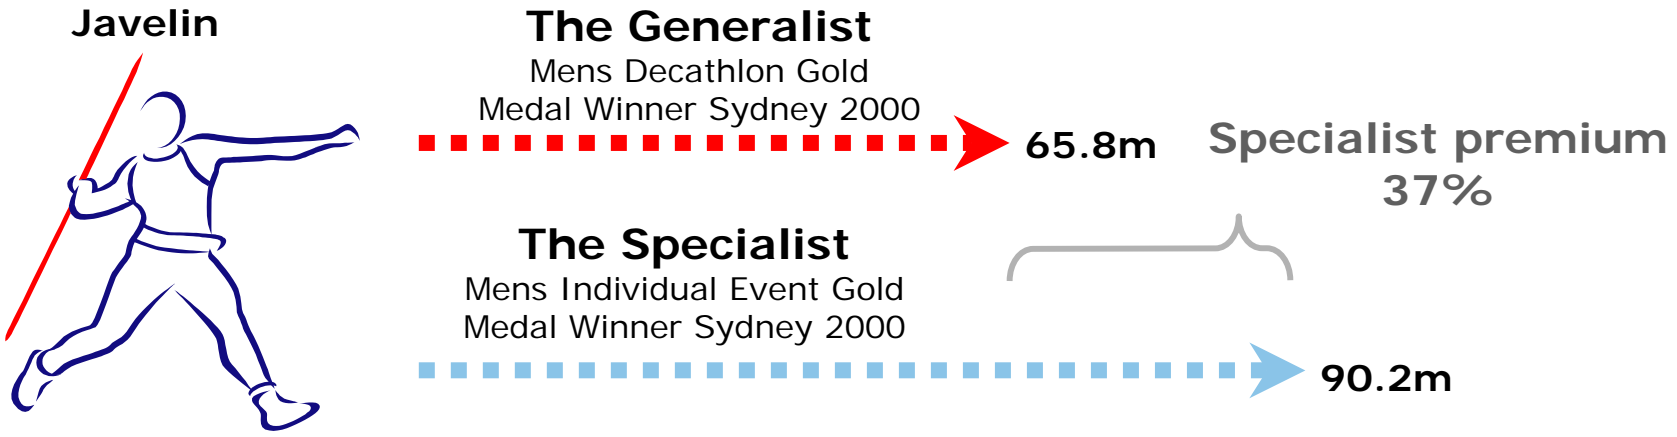 Javelin
The Generalist
Mens Decathlon Gold
Medal Winner Sydney 2000
65.8m
Specialist premium
37%
The Specialist
Mens Individual Event Gold
Medal Winner Sydney 2000
90.2m